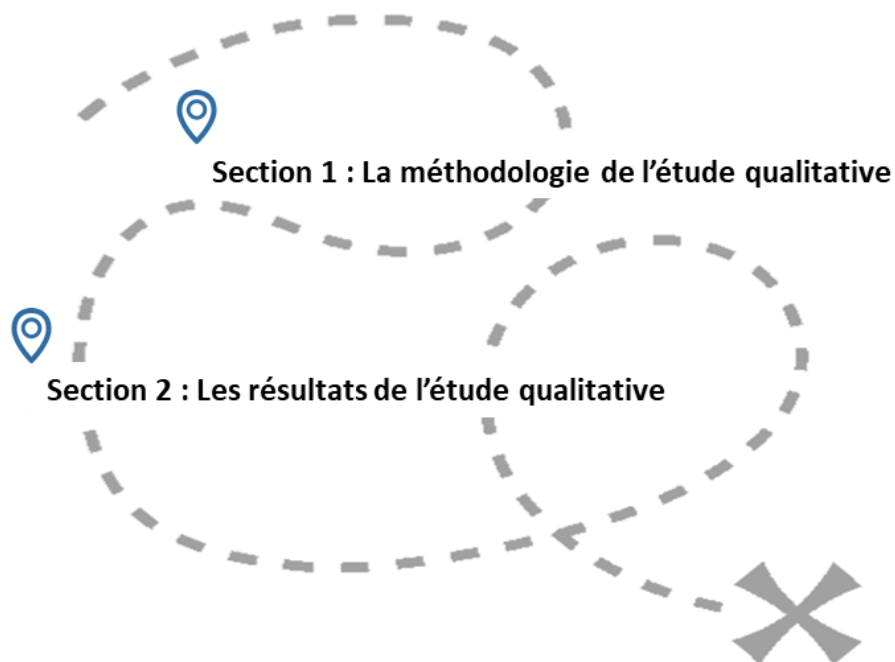 Section 1 : La méthodologie de l’étude qualitative
Section 2 : Les résultats de l’étude qualitative